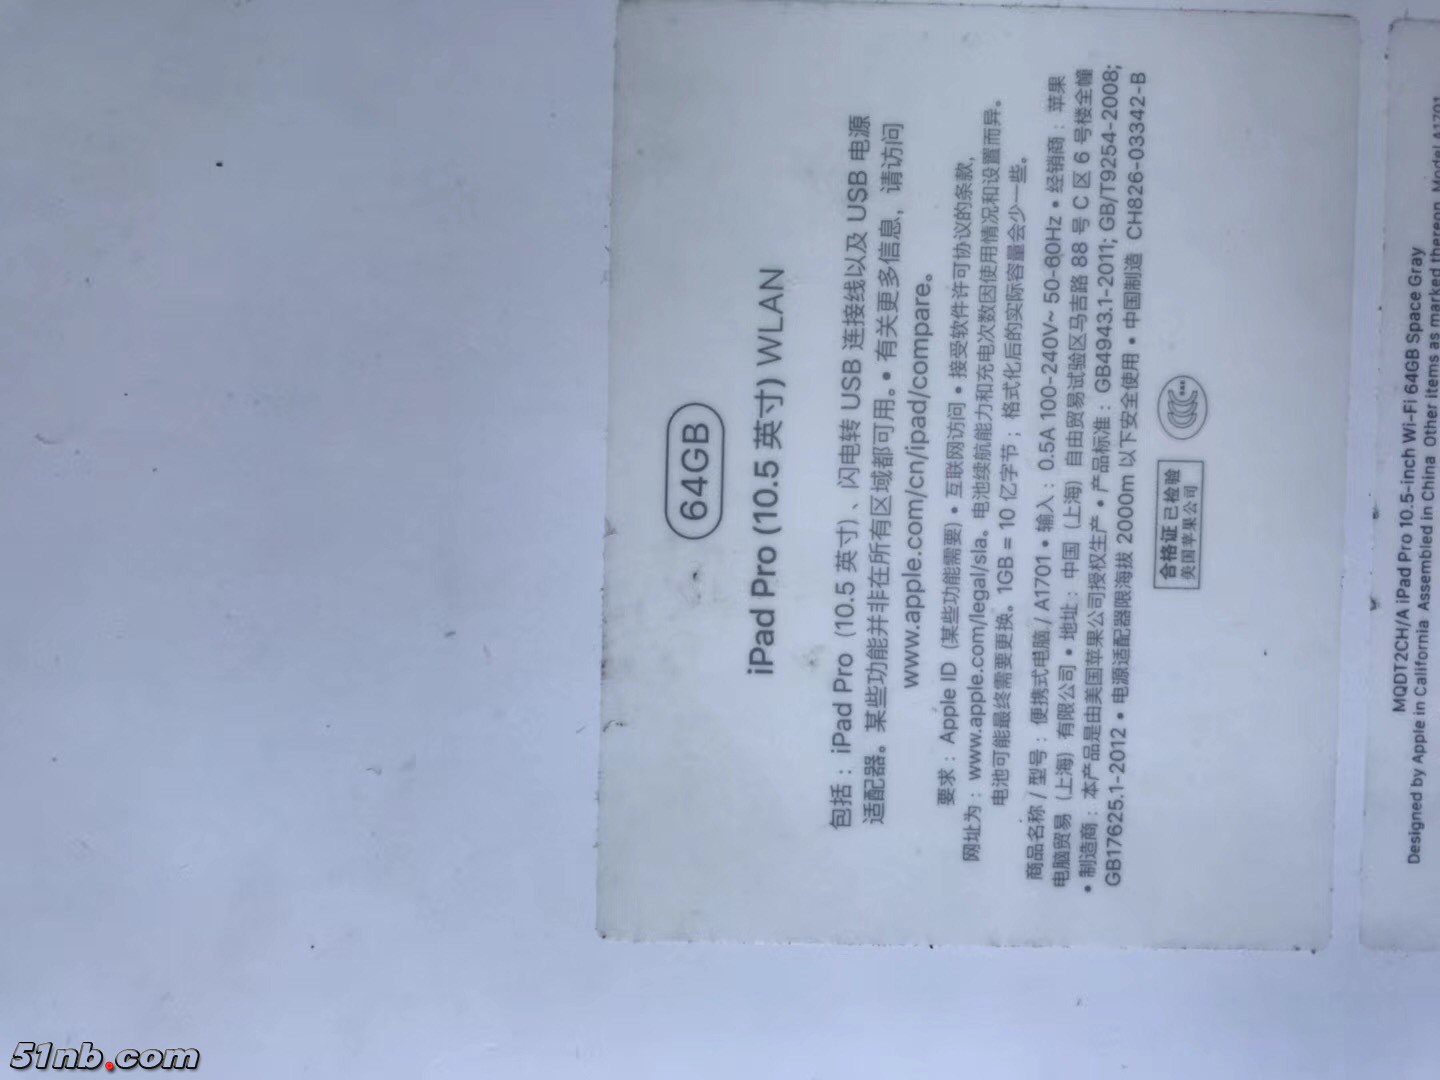 64GB
iPad Pro (10.5 英寸) WLAN
包括：iPad Pro（10.5 英寸）、闪电转 USB 连接线以及 USB 电源
适配器。某些功能并非在所有区域都可用。• 有关更多信息，请访问
www.apple.com/cn/ipad/compare。
要求：Apple ID（某些功能需要）• 互联网访问 • 接受软件许可协议的条款，
网址为：www.apple.com/legal/sla。电池续航能力和充电次数因使用情况和设置而异。
电池可能最终需要更换。1GB = 10 亿字节；格式化后的实际容量会少一些。
商品名称 / 型号：便携式电脑 / A1701 • 输入：0.5A 100-240V~ 50-60Hz • 经销商：苹果
电脑贸易（上海）有限公司 • 地址：中国（上海）自由贸易试验区马吉路 88 号 C 区 6 号楼全幢
• 制造商：本产品是由美国苹果公司授权生产 • 产品标准：GB4943.1-2011; GB/T9254-2008;
GB17625.1-2012 • 电源适配器限海拔 2000m 以下安全使用 • 中国制造 CH826-03342-B
合格证 已检验
美国苹果公司
MQDT2CH/A iPad Pro 10.5-inch Wi-Fi 64GB Space Gray
Designed by Apple in California Assembled in China Other items as marked thereon Model A1701
51nb.com